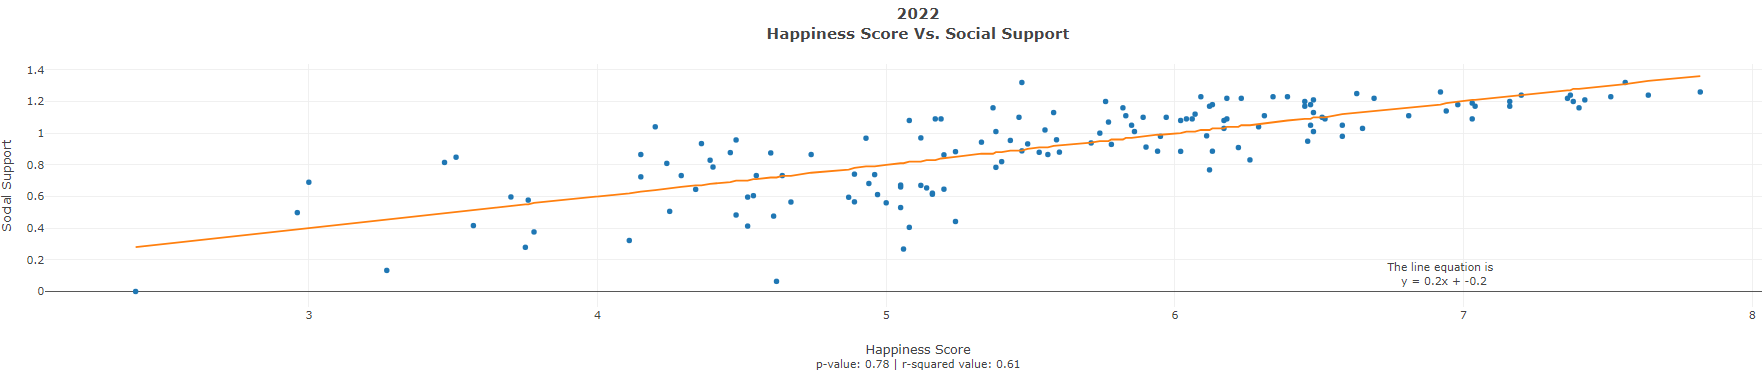 2022
Happiness Score Vs. Social Support
Social Support
1.4
1.2
1
0.8
0.6
0.4
0.2
0
The line equation is
y = 0.2x + -0.2
3 4 5 6 7 8
Happiness Score
p-value: 0.78 | r-squared value: 0.61